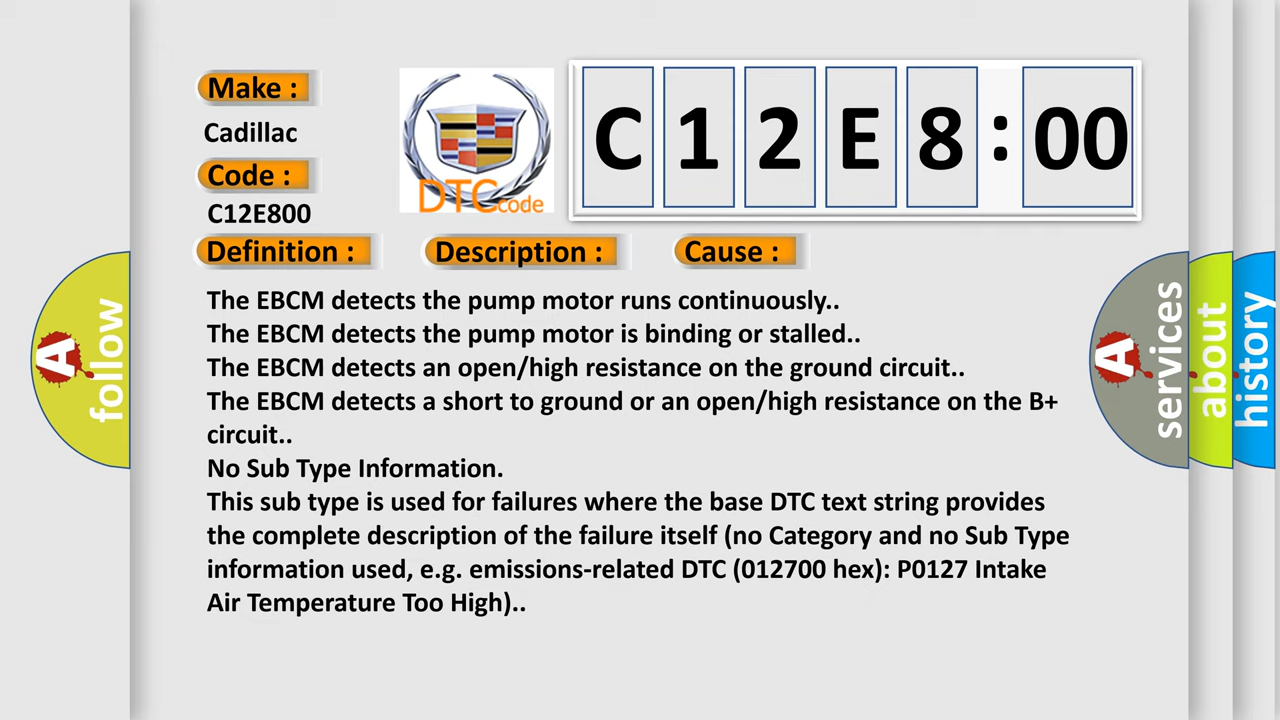 Make :
Cadillac
Code :
C12E800
DTCcode
C12E8:00
Definition :
Description :
Cause :
The EBCM detects the pump motor runs continuously..
The EBCM detects the pump motor is binding or stalled..
The EBCM detects an open/high resistance on the ground circuit..
The EBCM detects a short to ground or an open/high resistance on the B+
circuit..
No Sub Type Information.
This sub type is used for failures where the base DTC text string provides
the complete description of the failure itself (no Category and no Sub Type
information used, e.g. emissions-related DTC (012700 hex): P0127 Intake
Air Temperature Too High)..
A follow
A services
about
history